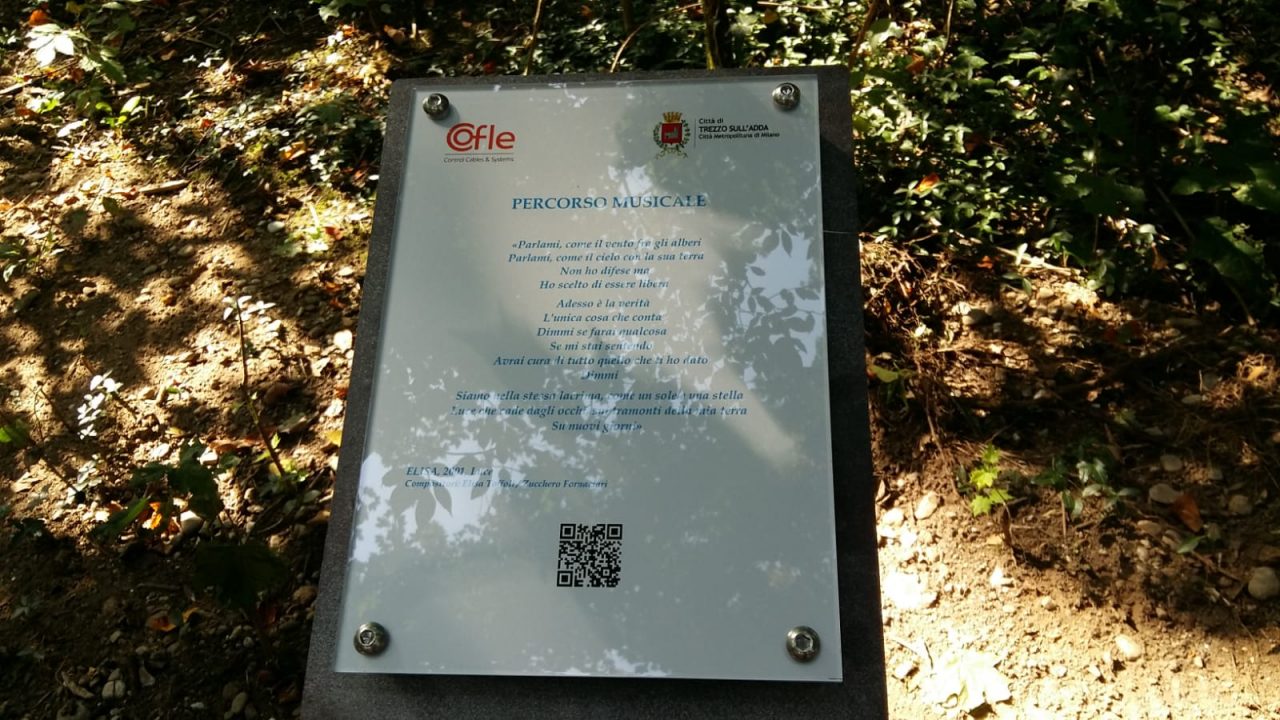 Cofle
Control Cables & Systems
Città di
TREZZO SULL'ADDA
Città Metropolitana di Milano
PERCORSO MUSICALE
«Parlami, come il vento fra gli alberi
Parlami, come il cielo con la sua terra
Non ho difese ma
Ho scelto di essere libera
Adesso è la verità
L'unica cosa che conta
Dimmi se farai qualcosa
Se mi stai sentendo
Avrai cura di tutto quello che ti ho dato
Dimmi
Siamo nella stessa lacrima, come un sole e una stella
Luce che cade dagli occhi sui tramonti della mia terra
Su nuovi giorni»
ELISA, 2001, Luce
Compositori: Elisa Toffoli, Zucchero Fornaciari